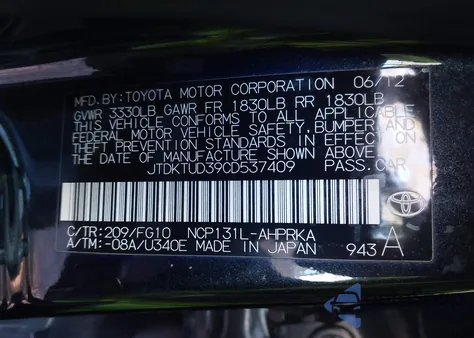 MFD.BY:TOYOTA MOTOR CORPORATION 06/12
GVWR 3330LB GAWR FR 1830LB RR 1830LB
THIS VEHICLE CONFORMS TO ALL APPLICABLE
FEDERAL MOTOR VEHICLE SAFETY,BUMPER,AND
THEFT PREVENTION STANDARDS IN EFFECT ON
THE DATE OF MANUFACTURE SHOWN ABOVE.
JTDKTUD39CD537409 PASS.CAR
C/TR:209/FG10 NCP131L-AHPRKA
A/TM:-08A/U340E MADE IN JAPAN 943 A